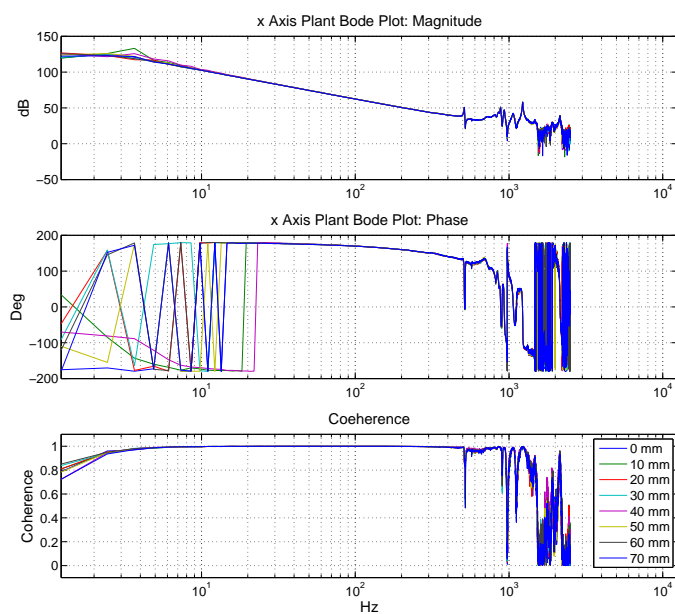 x Axis Plant Bode Plot: Magnitude
150
100
50
0
−50
dB
10^1
10^2
10^3
10^4
x Axis Plant Bode Plot: Phase
200
100
0
−100
−200
Deg
10^1
10^2
10^3
10^4
Coeherence
1
0.8
0.6
0.4
0.2
0
Coherence
10^1
10^2
10^3
10^4
Hz
0 mm
10 mm
20 mm
30 mm
40 mm
50 mm
60 mm
70 mm